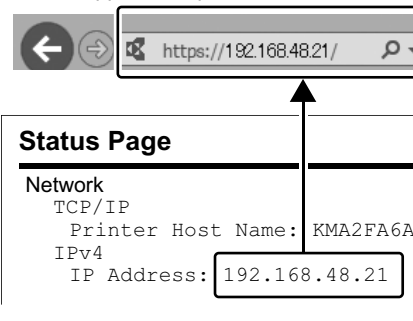 https://192.168.48.21/
Status Page
Network
TCP/IP
Printer Host Name: KMA2FA6A
IPv4
IP Address: 192.168.48.21